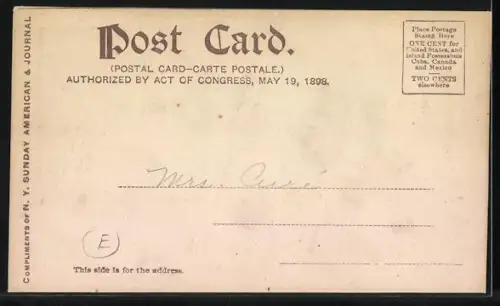 Post Card.
(POSTAL CARD–CARTE POSTALE.)
AUTHORIZED BY ACT OF CONGRESS, MAY 19, 1898.
Place Postage
Stamp Here
ONE CENT for
United States, and
Island Possessions
Cuba, Canada
and Mexico
TWO CENTS
elsewhere
COMPLIMENTS OF N. Y. SUNDAY AMERICAN & JOURNAL
Mrs.
E
This side is for the address.